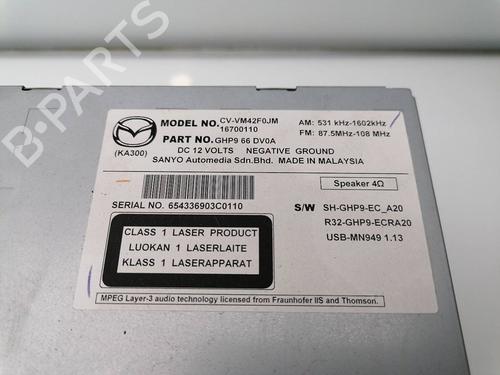 MODEL NO. CV-VM42F0JM
16700110
AM: 531 kHz-1602kHz
FM: 87.5MHz-108 MHz
PART NO. GHP9 66 DV0A
(KA300)
DC 12 VOLTS NEGATIVE GROUND
SANYO Automedia Sdn.Bhd. MADE IN MALAYSIA
Speaker 4Ω
SERIAL NO. 654336903C0110
S/W SH-GHP9-EC_A20
R32-GHP9-ECRA20
USB-MN949 1.13
CLASS 1 LASER PRODUCT
LUOKAN 1 LASERLAITE
KLASS 1 LASERAPPARAT
MPEG Layer-3 audio technology licensed from Fraunhofer IIS and Thomson.
B-PARTS